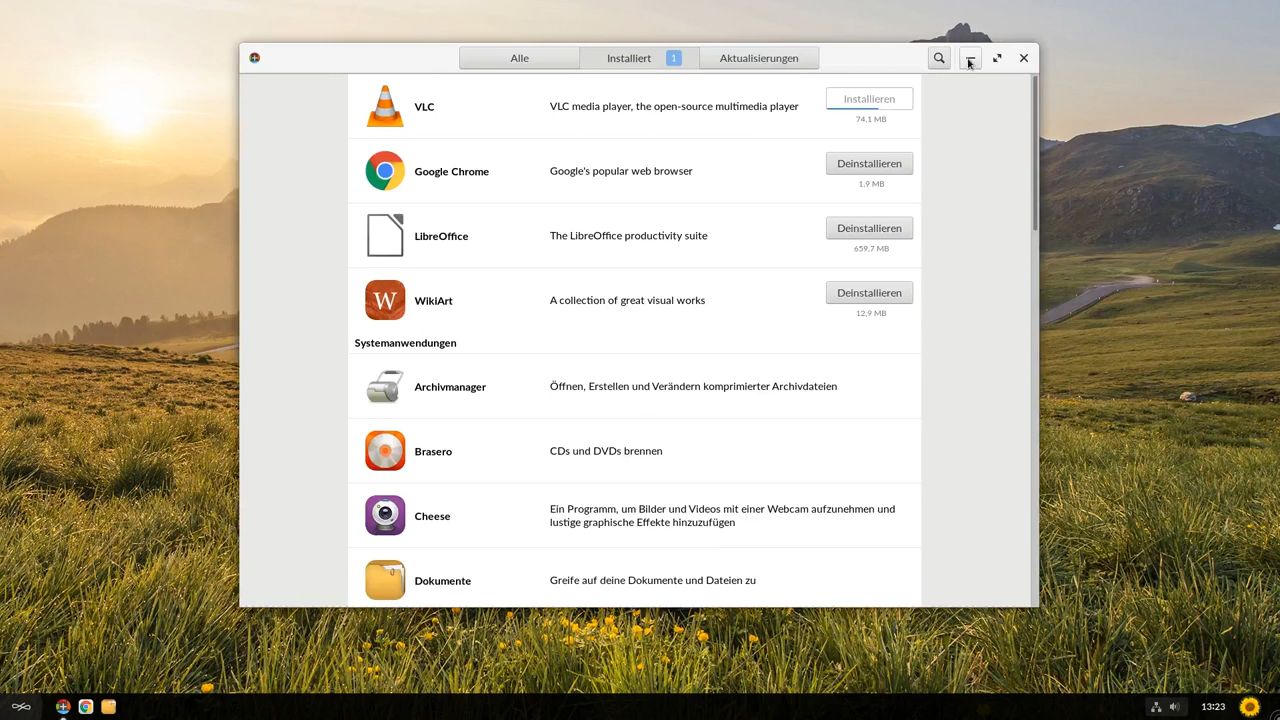 Alle
Installiert 1
Aktualisierungen
VLC
VLC media player, the open-source multimedia player
Installieren
74,1 MB
Google Chrome
Google's popular web browser
Deinstallieren
1,9 MB
LibreOffice
The LibreOffice productivity suite
Deinstallieren
659,7 MB
W
WikiArt
A collection of great visual works
Deinstallieren
12,9 MB
Systemanwendungen
Archivmanager
Öffnen, Erstellen und Verändern komprimierter Archivdateien
Brasero
CDs und DVDs brennen
Cheese
Ein Programm, um Bilder und Videos mit einer Webcam aufzunehmen und
lustige graphische Effekte hinzuzufügen
Dokumente
Greife auf deine Dokumente und Dateien zu
13:23